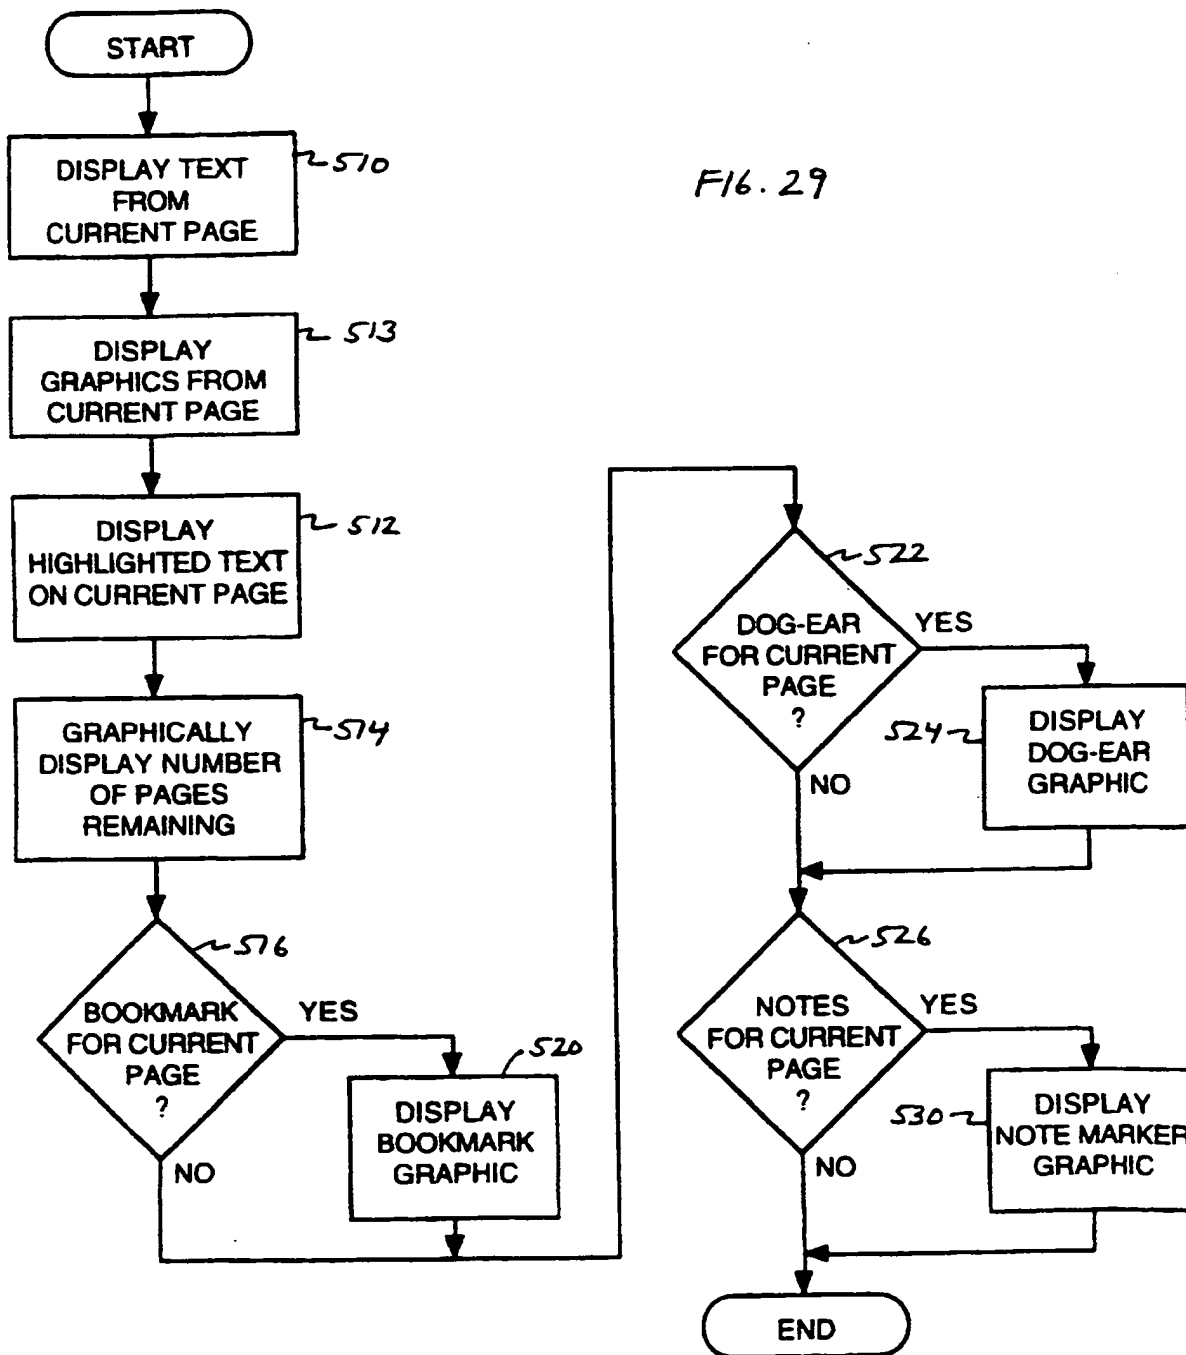 START
DISPLAY TEXT
FROM
CURRENT PAGE
510
FIG. 29
DISPLAY
GRAPHICS FROM
CURRENT PAGE
513
DISPLAY
HIGHLIGHTED TEXT
ON CURRENT PAGE
512
GRAPHICALLY
DISPLAY NUMBER
OF PAGES
REMAINING
514
BOOKMARK
FOR CURRENT
PAGE
?
516
YES
NO
DISPLAY
BOOKMARK
GRAPHIC
520
DOG-EAR
FOR CURRENT
PAGE
?
522
YES
NO
DISPLAY
DOG-EAR
GRAPHIC
524
NOTES
FOR CURRENT
PAGE
?
526
YES
NO
DISPLAY
NOTE MARKER
GRAPHIC
530
END